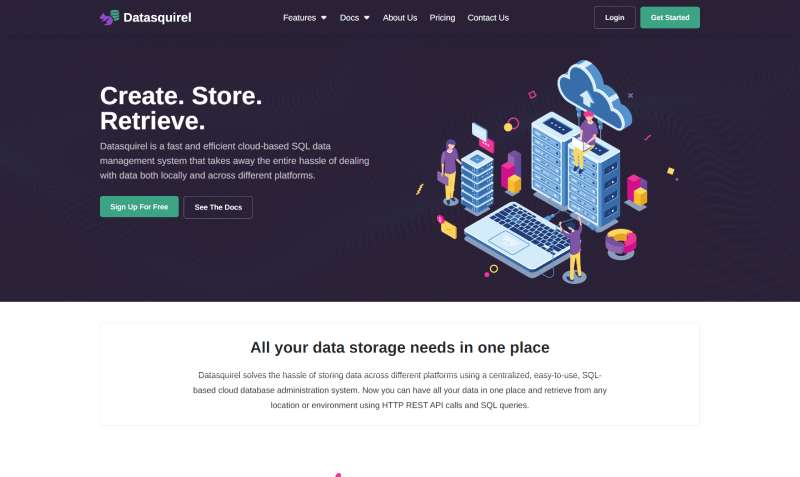 Datasquirel
Features
Docs
About Us
Pricing
Contact Us
Login
Get Started
Create. Store.
Retrieve.
Datasquirel is a fast and efficient cloud-based SQL data
management system that takes away the entire hassle of dealing
with data both locally and across different platforms.
Sign Up For Free
See The Docs
All your data storage needs in one place
Datasquirel solves the hassle of storing data across different platforms using a centralized, easy-to-use, SQL-
based cloud database administration system. Now you can have all your data in one place and retrieve from any
location or environment using HTTP REST API calls and SQL queries.